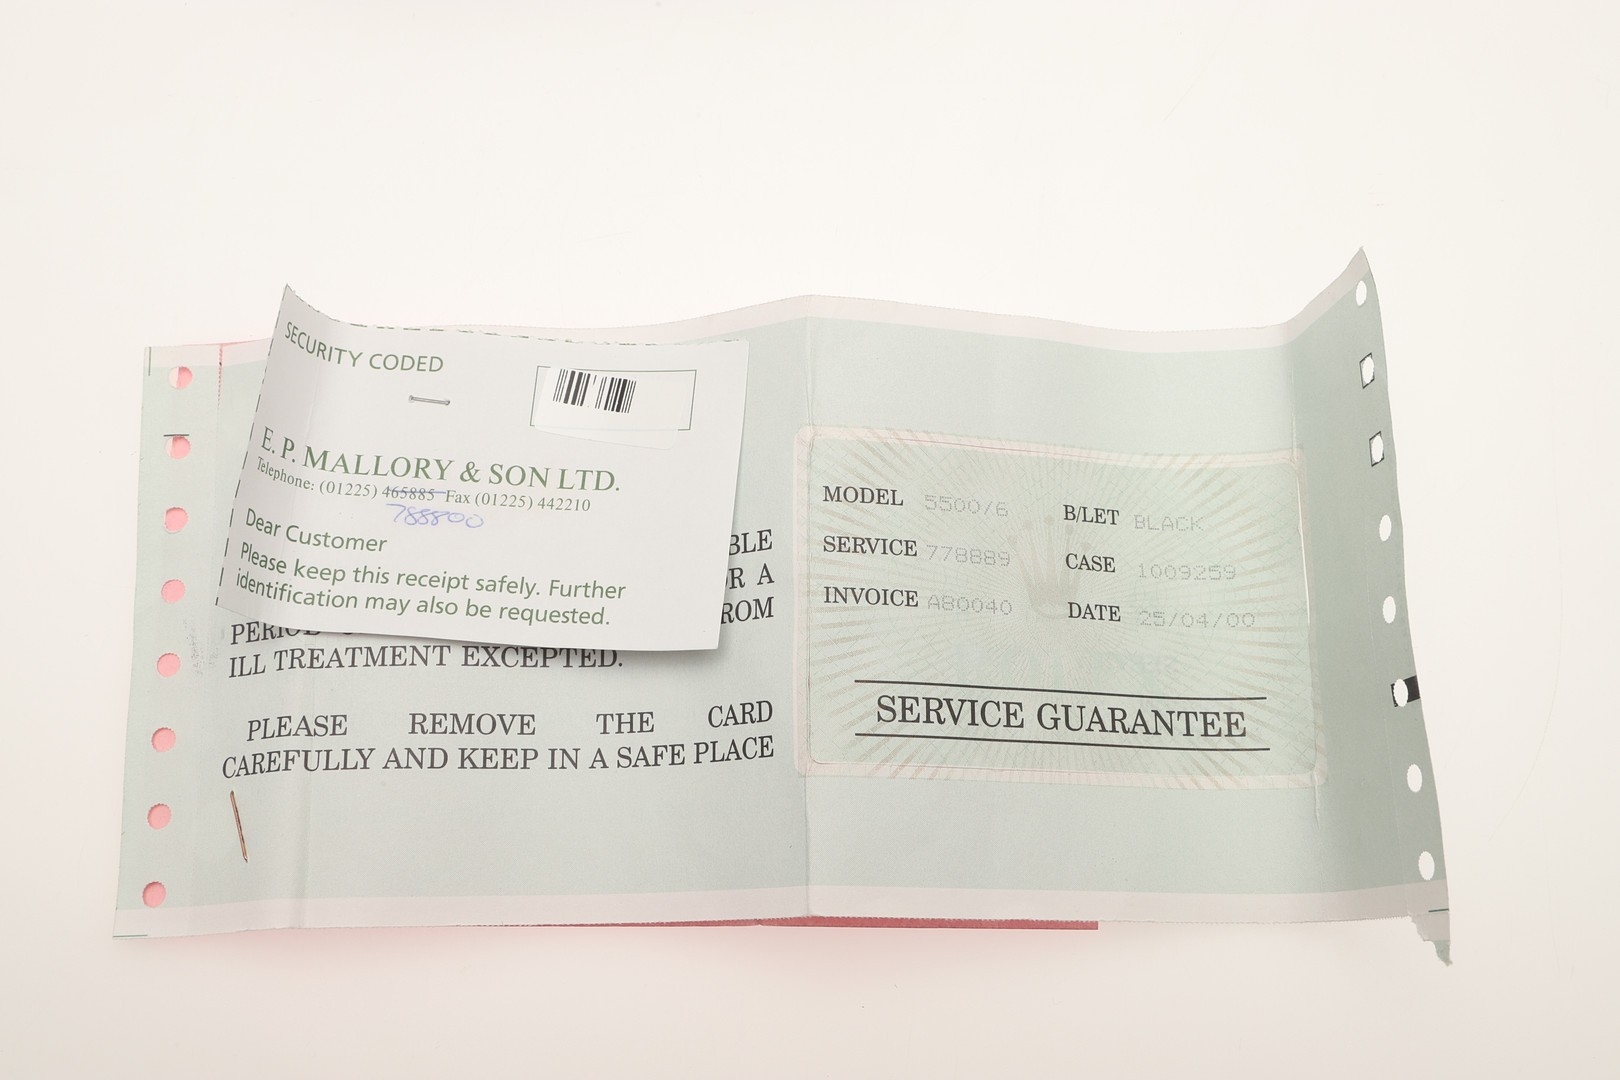 SECURITY CODED
E. P. MALLORY & SON LTD.
Telephone: (01225) 465885 Fax (01225) 442210
788800
Dear Customer
Please keep this receipt safely. Further
identification may also be requested.
BLE
R A
ROM
PERIOD
ILL TREATMENT EXCEPTED.
PLEASE REMOVE THE CARD
CAREFULLY AND KEEP IN A SAFE PLACE
MODEL 5500/6 B/LET BLACK
SERVICE 778889 CASE 1009259
INVOICE A80040 DATE 25/04/00
SERVICE GUARANTEE